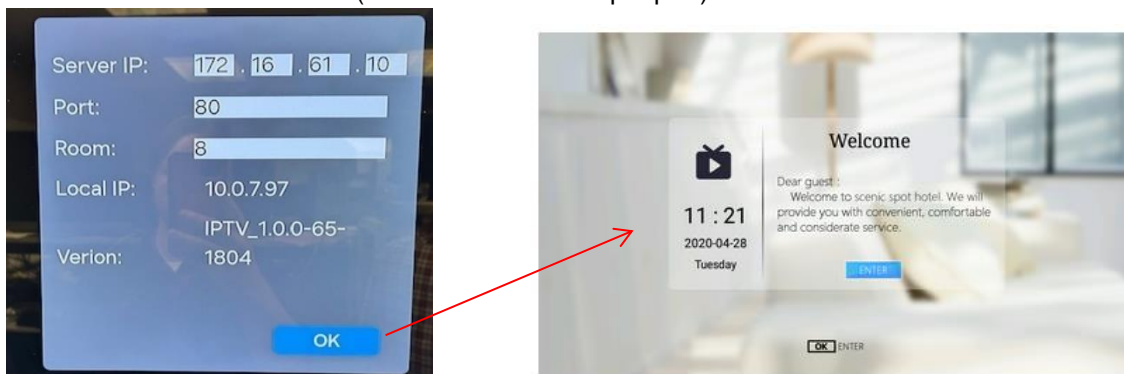 Server IP: 172 . 16 . 61 . 10
Port: 80
Room: 8
Local IP: 10.0.7.97
IPTV_1.0.0-65-
Verion: 1804
OK
Welcome
Dear guest :
Welcome to scenic spot hotel. We will
provide you with convenient, comfortable
and considerate service.
11 : 21
2020-04-28
Tuesday
ENTER
OK ENTER